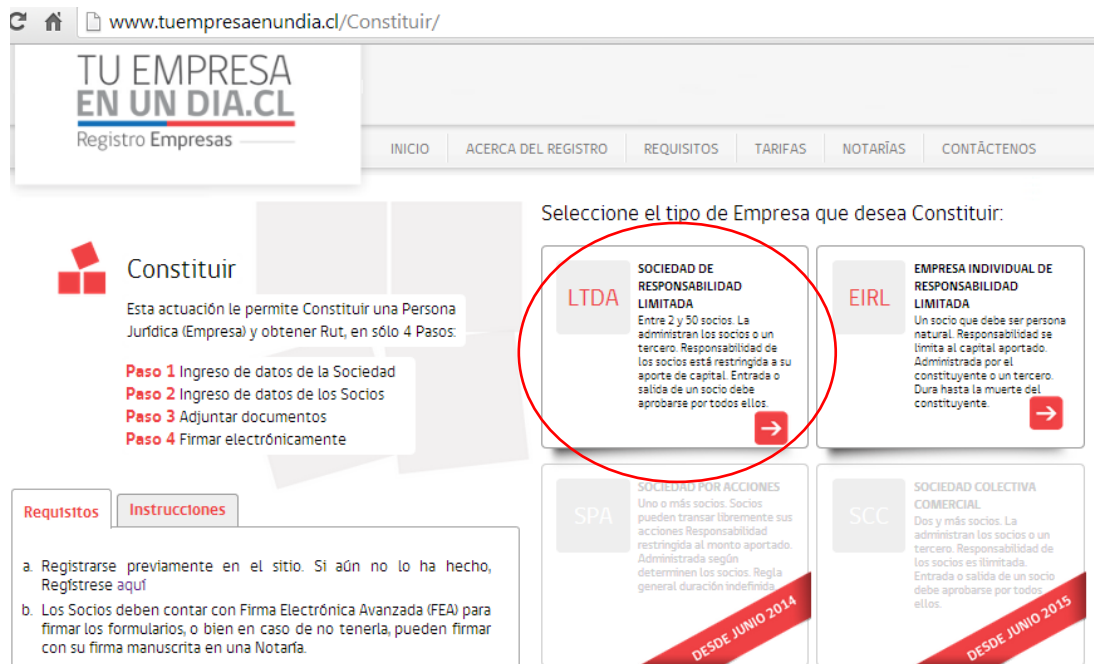 www.tuempresaenundia.cl/Constituir/
TU EMPRESA
EN UN DIA.CL
Registro Empresas
INICIO
ACERCA DEL REGISTRO
REQUISITOS
TARIFAS
NOTARÍAS
CONTÁCTENOS
Seleccione el tipo de Empresa que desea Constituir:
Constituir
Esta actuación le permite Constituir una Persona
Jurídica (Empresa) y obtener Rut, en sólo 4 Pasos:
Paso 1 Ingreso de datos de la Sociedad
Paso 2 Ingreso de datos de los Socios
Paso 3 Adjuntar documentos
Paso 4 Firmar electrónicamente
LTDA
SOCIEDAD DE
RESPONSABILIDAD
LIMITADA
Entre 2 y 50 socios. La
administran los socios o un
tercero. Responsabilidad de
los socios está restringida a su
aporte de capital. Entrada o
salida de un socio debe
aprobarse por todos ellos.
EIRL
EMPRESA INDIVIDUAL DE
RESPONSABILIDAD
LIMITADA
Un socio que debe ser persona
natural. Responsabilidad se
limita al capital aportado.
Administrada por el
constituyente o un tercero.
Dura hasta la muerte del
constituyente.
SPA
SOCIEDAD POR ACCIONES
Uno o más socios. Socios
pueden transar libremente sus
acciones Responsabilidad
restringida al monto aportado.
Administrada según
determinen los socios. Regla
general duración indefinida.
DESDE JUNIO 2014
SCC
SOCIEDAD COLECTIVA
COMERCIAL
Dos y más socios. La
administran los socios o un
tercero. Responsabilidad de
los socios es ilimitada.
Entrada o salida de un socio
debe aprobarse por todos
ellos.
DESDE JUNIO 2015
Requisitos
Instrucciones
a. Registrarse previamente en el sitio. Si aún no lo ha hecho,
Regístrese aquí
b. Los Socios deben contar con Firma Electrónica Avanzada (FEA) para
firmar los formularios, o bien en caso de no tenerla, pueden firmar
con su firma manuscrita en una Notaría.